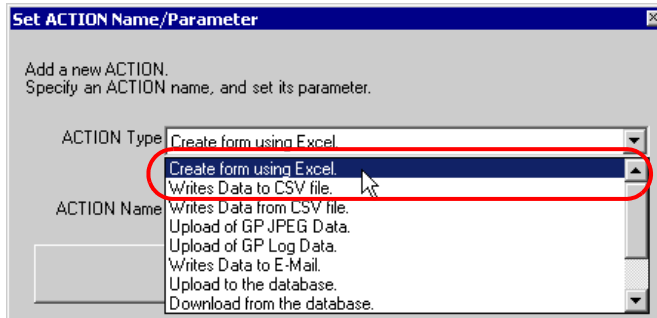 Set ACTION Name/Parameter
Add a new ACTION.
Specify an ACTION name, and set its parameter.
ACTION Type Create form using Excel.
Create form using Excel.
Writes Data to CSV file.
ACTION Name Writes Data from CSV file.
Upload of GP JPEG Data.
Upload of GP Log Data.
Writes Data to E-Mail.
Upload to the database.
Download from the database.